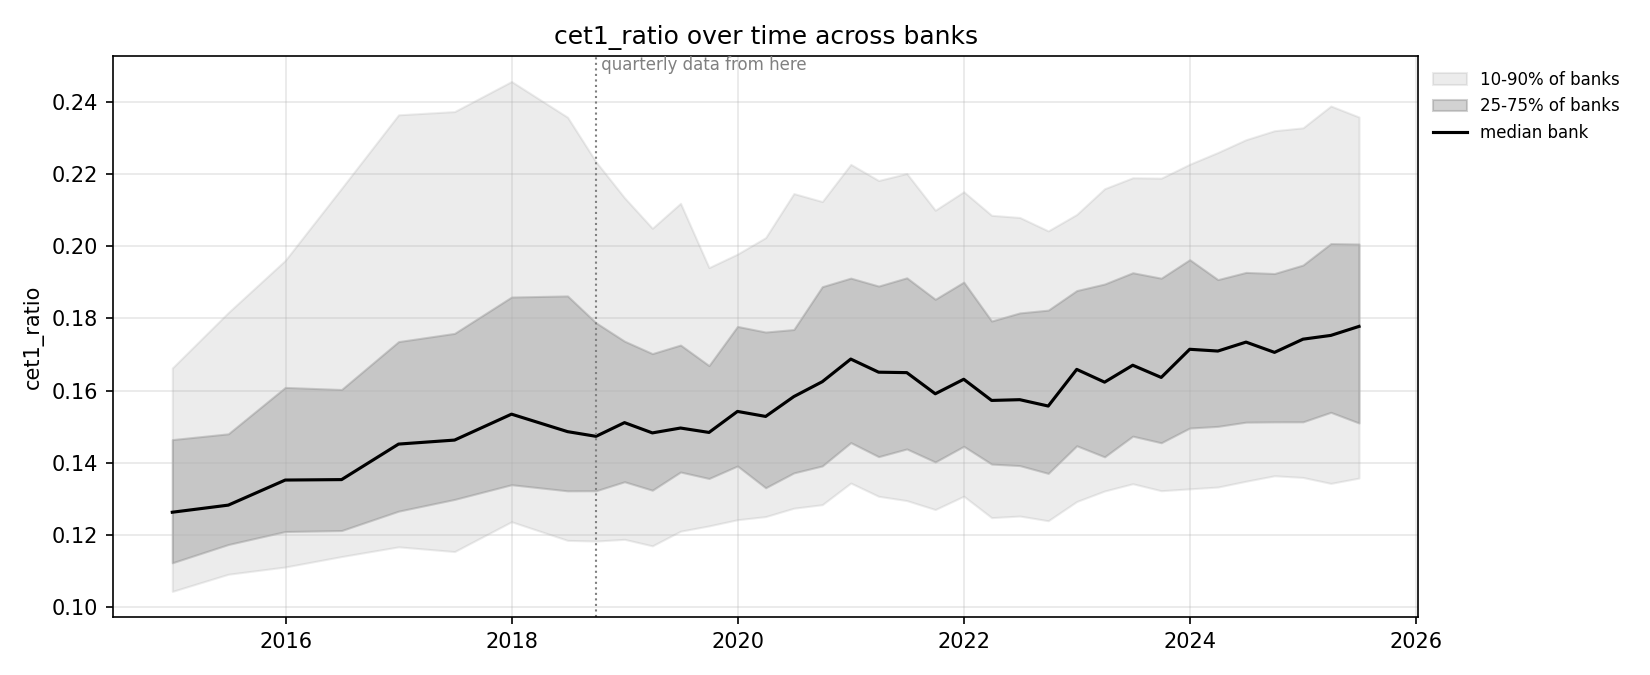 cet1_ratio over time across banks
quarterly data from here
10-90% of banks
25-75% of banks
median bank
cet1_ratio
0.24
0.22
0.20
0.18
0.16
0.14
0.12
0.10
2016
2018
2020
2022
2024
2026